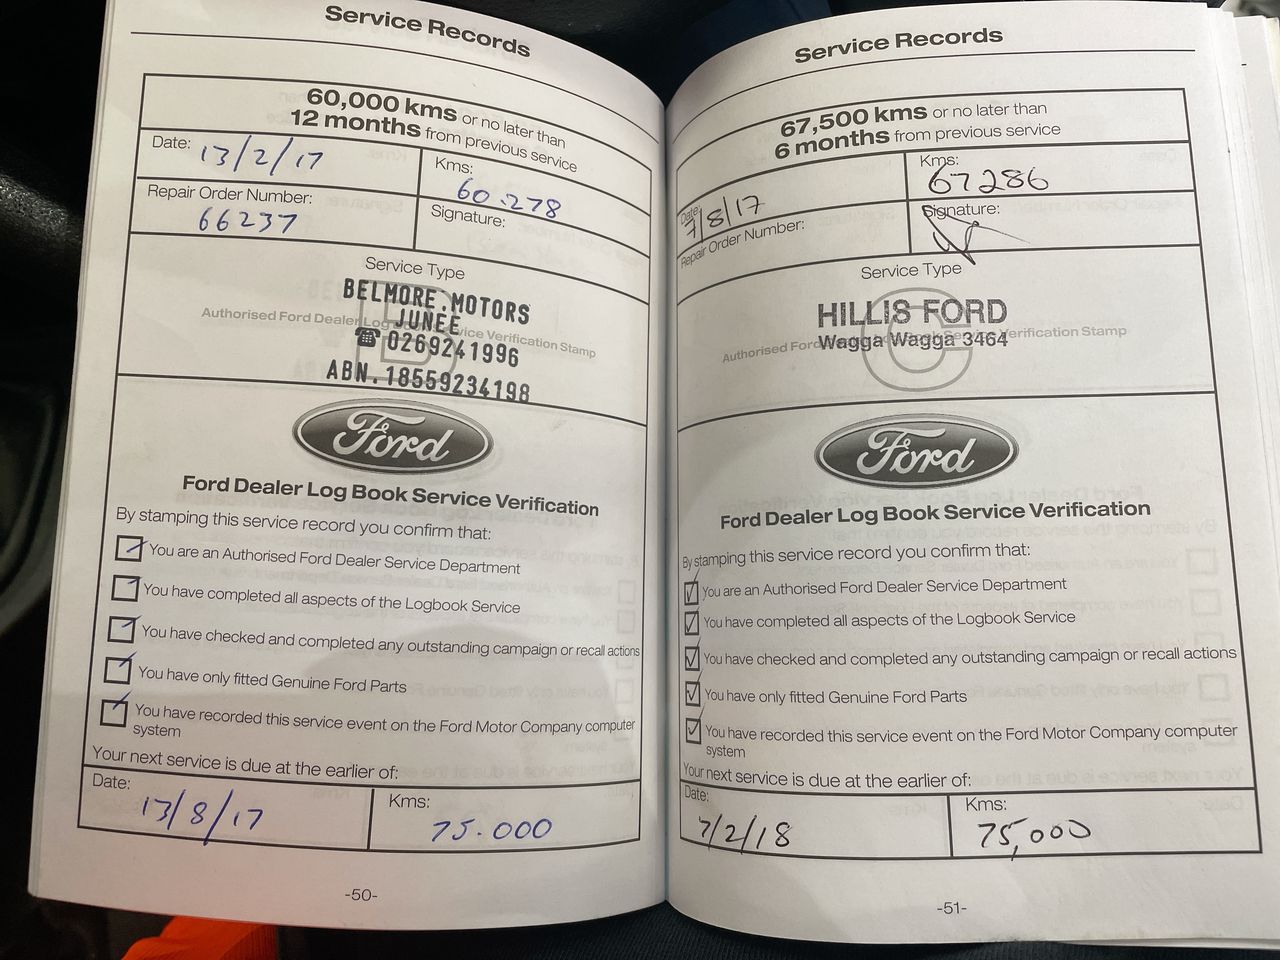 Service Records
60,000 kms or no later than
12 months from previous service
Date: 13/2/17
Kms: 60.278
Repair Order Number: 66237
Signature:
Service Type
B
Authorised Ford Dealer Log Service Verification Stamp
BELMORE.MOTORS
JUNEE
☎ 0269241996
ABN.18559234198
Ford
Ford Dealer Log Book Service Verification
By stamping this service record you confirm that:
You are an Authorised Ford Dealer Service Department
You have completed all aspects of the Logbook Service
You have checked and completed any outstanding campaign or recall actions
You have only fitted Genuine Ford Parts
You have recorded this service event on the Ford Motor Company computer
system
Your next service is due at the earlier of:
Date: 13/8/17
Kms: 75.000
-50-
Service Records
67,500 kms or no later than
6 months from previous service
Date: 7/8/17
Kms: 67286
Repair Order Number:
Signature:
Service Type
C
HILLIS FORD
Authorised Ford Service Verification Stamp
Wagga Wagga 3464
Ford
Ford Dealer Log Book Service Verification
By stamping this service record you confirm that:
You are an Authorised Ford Dealer Service Department
You have completed all aspects of the Logbook Service
You have checked and completed any outstanding campaign or recall actions
You have only fitted Genuine Ford Parts
You have recorded this service event on the Ford Motor Company computer
system
Your next service is due at the earlier of:
Date: 7/2/18
Kms: 75,000
-51-